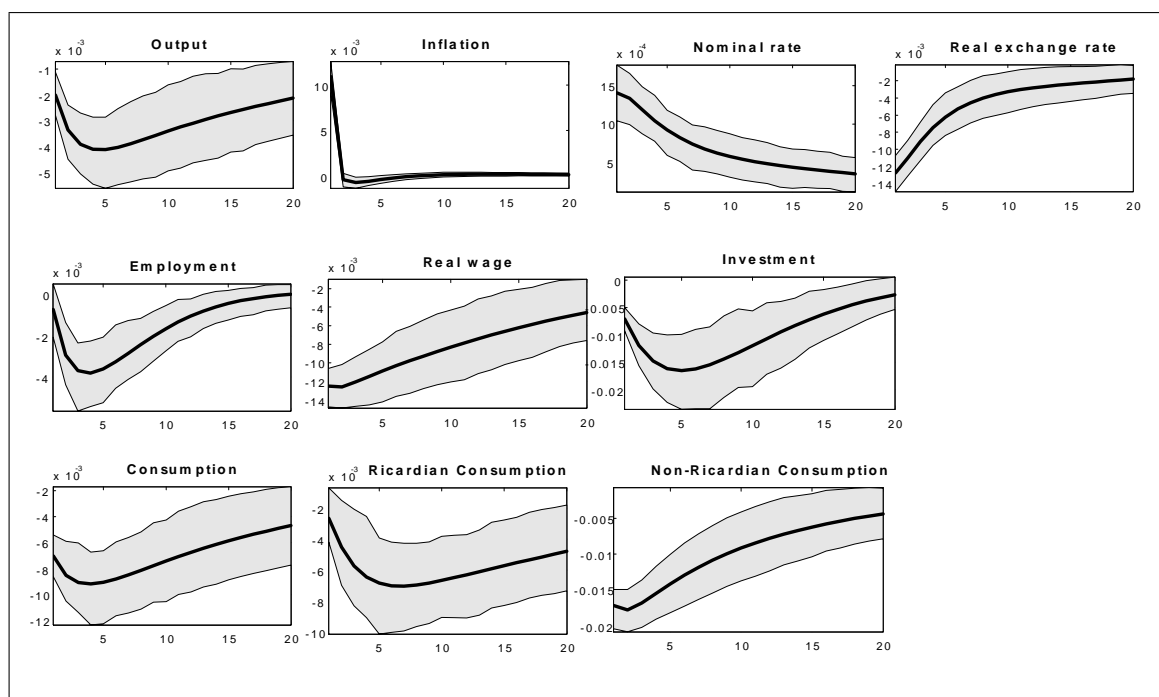 Output
x 10^-3
-1
-2
-3
-4
-5
5 10 15 20
Inflation
x 10^-3
10
5
0
5 10 15 20
Nominal rate
x 10^-4
15
10
5
5 10 15 20
Real exchange rate
x 10^-3
-2
-4
-6
-8
-10
-12
-14
5 10 15 20
Employment
x 10^-3
0
-2
-4
5 10 15 20
Real wage
x 10^-3
-2
-4
-6
-8
-10
-12
-14
5 10 15 20
Investment
0
-0.005
-0.01
-0.015
-0.02
5 10 15 20
Consumption
x 10^-3
-2
-4
-6
-8
-10
-12
5 10 15 20
Ricardian Consumption
x 10^-3
-2
-4
-6
-8
-10
5 10 15 20
Non-Ricardian Consumption
-0.005
-0.01
-0.015
-0.02
5 10 15 20